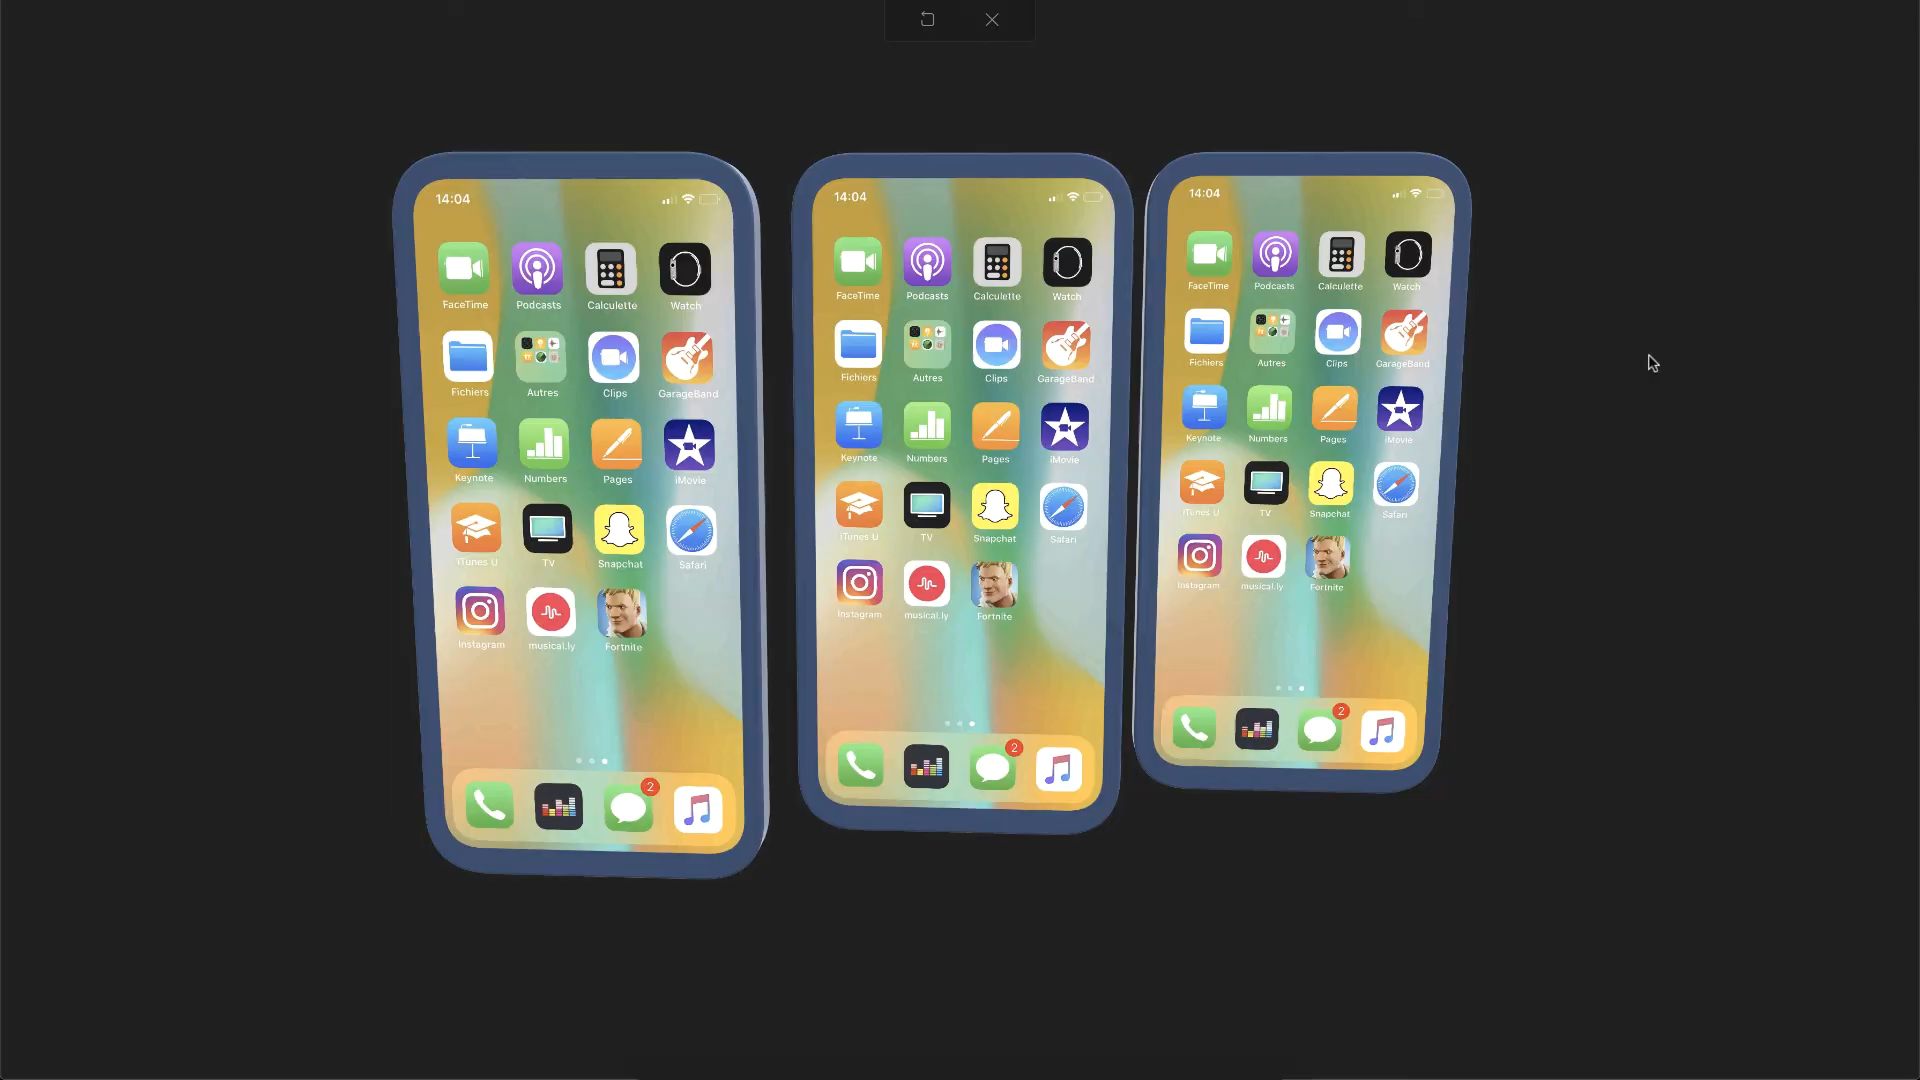 14:04
FaceTime Podcasts Calculette Watch
Fichiers Autres Clips GarageBand
Keynote Numbers Pages iMovie
iTunes U TV Snapchat Safari
Instagram musical.ly Fortnite
2
14:04
FaceTime Podcasts Calculette Watch
Fichiers Autres Clips GarageBand
Keynote Numbers Pages iMovie
iTunes U TV Snapchat Safari
Instagram musical.ly Fortnite
2
14:04
FaceTime Podcasts Calculette Watch
Fichiers Autres Clips GarageBand
Keynote Numbers Pages iMovie
iTunes U TV Snapchat Safari
Instagram musical.ly Fortnite
2